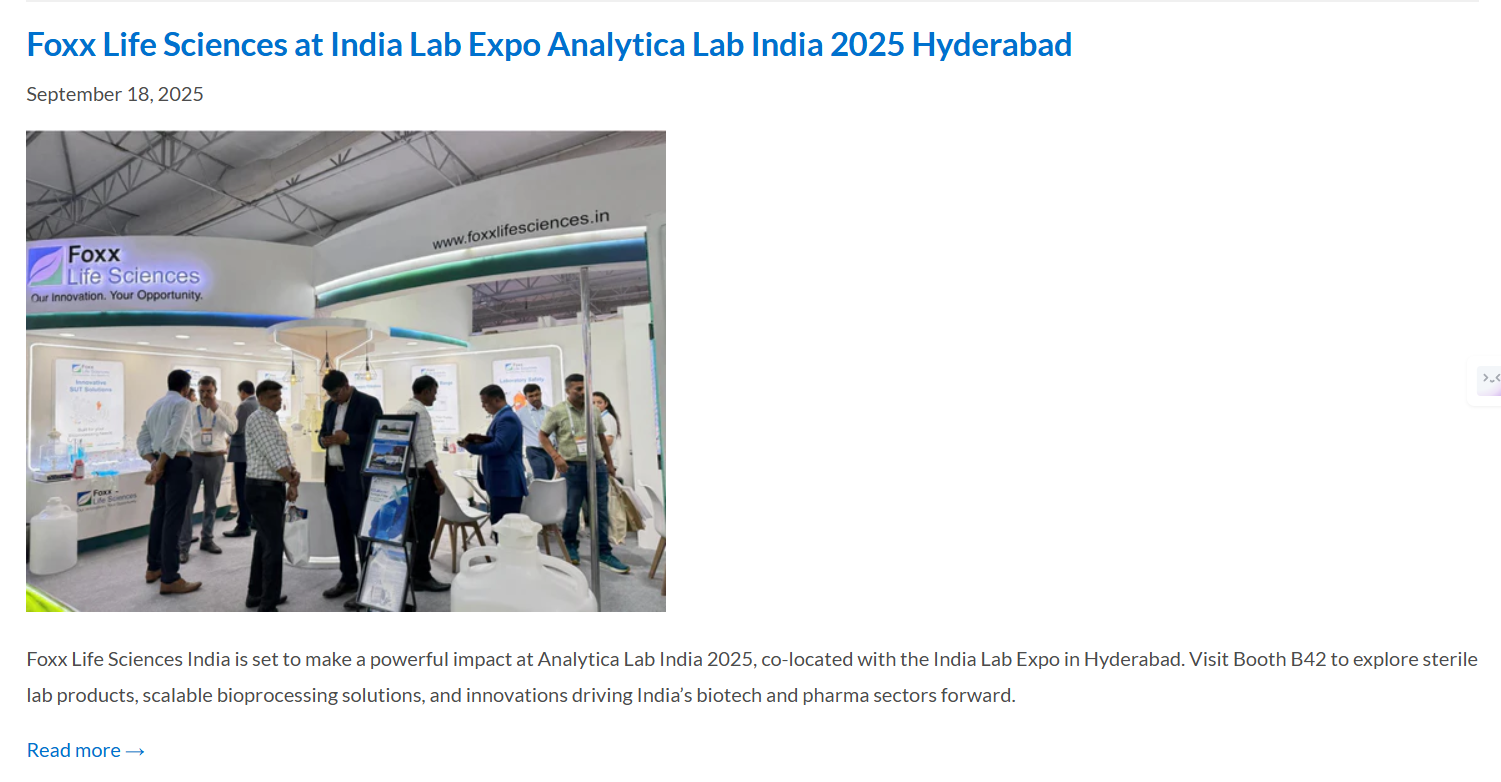 Foxx Life Sciences at India Lab Expo Analytica Lab India 2025 Hyderabad
September 18, 2025
www.foxxlifesciences.in
Foxx
Life Sciences
Our Innovation. Your Opportunity.
Foxx
Innovative
SUT Solutions
Laboratory Safety
Foxx
Life Sciences
Foxx Life Sciences India is set to make a powerful impact at Analytica Lab India 2025, co-located with the India Lab Expo in Hyderabad. Visit Booth B42 to explore sterile
lab products, scalable bioprocessing solutions, and innovations driving India’s biotech and pharma sectors forward.
Read more →